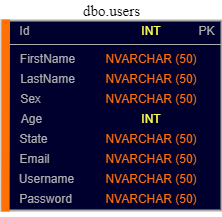 dbo.users
Id INT PK
FirstName NVARCHAR (50)
LastName NVARCHAR (50)
Sex NVARCHAR (50)
Age INT
State NVARCHAR (50)
Email NVARCHAR (50)
Username NVARCHAR (50)
Password NVARCHAR (50)